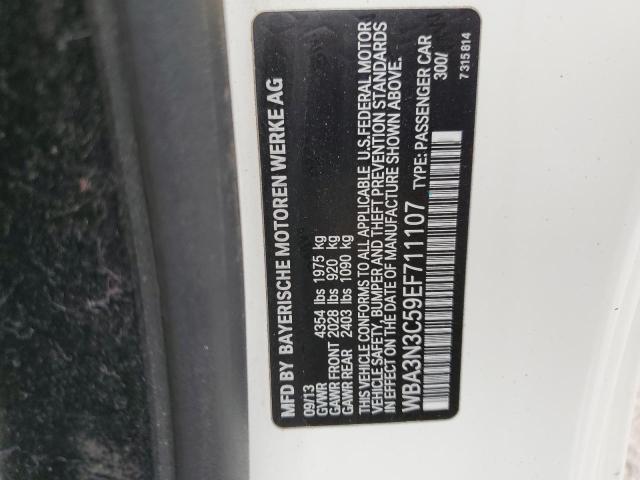 MFD BY BAYERISCHE MOTOREN WERKE AG
09/13
GVWR 4354 lbs 1975 kg
GAWR FRONT 2028 lbs 920 kg
GAWR REAR 2403 lbs 1090 kg
THIS VEHICLE CONFORMS TO ALL APPLICABLE U.S. FEDERAL MOTOR
VEHICLE SAFETY, BUMPER AND THEFT PREVENTION STANDARDS
IN EFFECT ON THE DATE OF MANUFACTURE SHOWN ABOVE.
WBA3N3C59EF711107 TYPE: PASSENGER CAR
300/
7315814